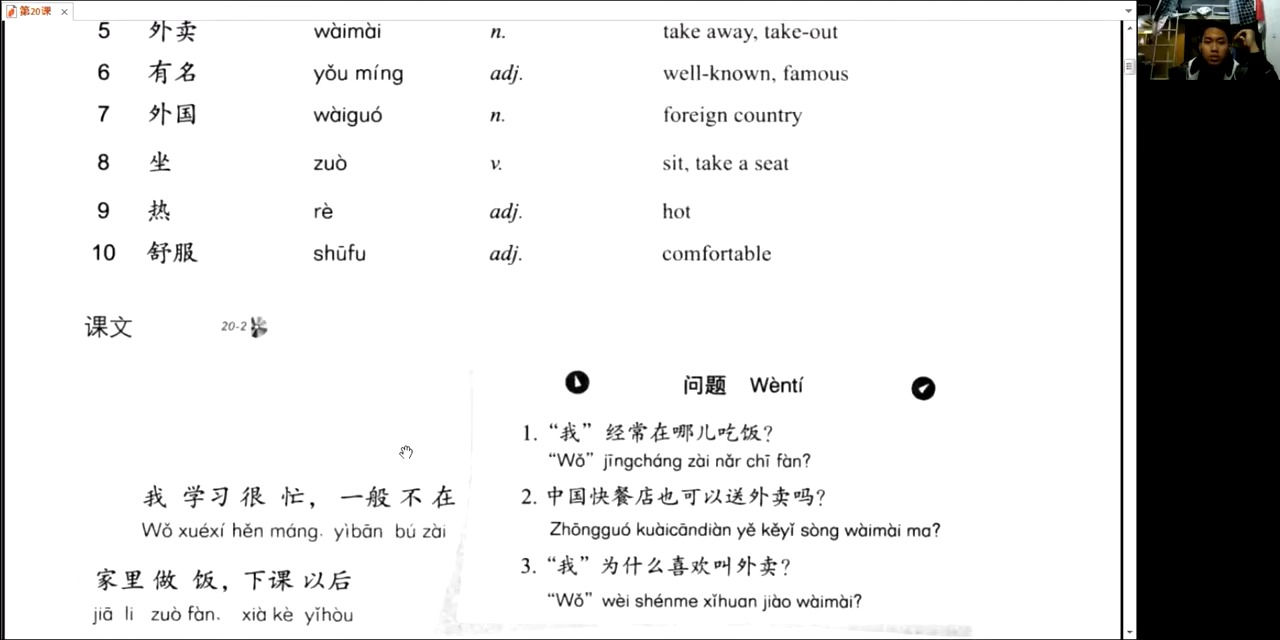 第20课
5 外卖 wàimài n. take away, take-out
6 有名 yǒu míng adj. well-known, famous
7 外国 wàiguó n. foreign country
8 坐 zuò v. sit, take a seat
9 热 rè adj. hot
10 舒服 shūfu adj. comfortable
课文 20-2
我 学习 很 忙，一般 不 在
Wǒ xuéxí hěn máng. yìbān bú zài
家里 做 饭，下课 以后
jiā li zuò fàn. xià kè yǐhòu
问题 Wèntí
1. “我” 经常在哪儿吃饭？
“Wǒ” jīngcháng zài nǎr chī fàn?
2. 中国快餐店也可以送外卖吗？
Zhōngguó kuàicāndiàn yě kěyǐ sòng wàimài ma?
3. “我” 为什么喜欢叫外卖？
“Wǒ” wèi shénme xǐhuan jiào wàimài?